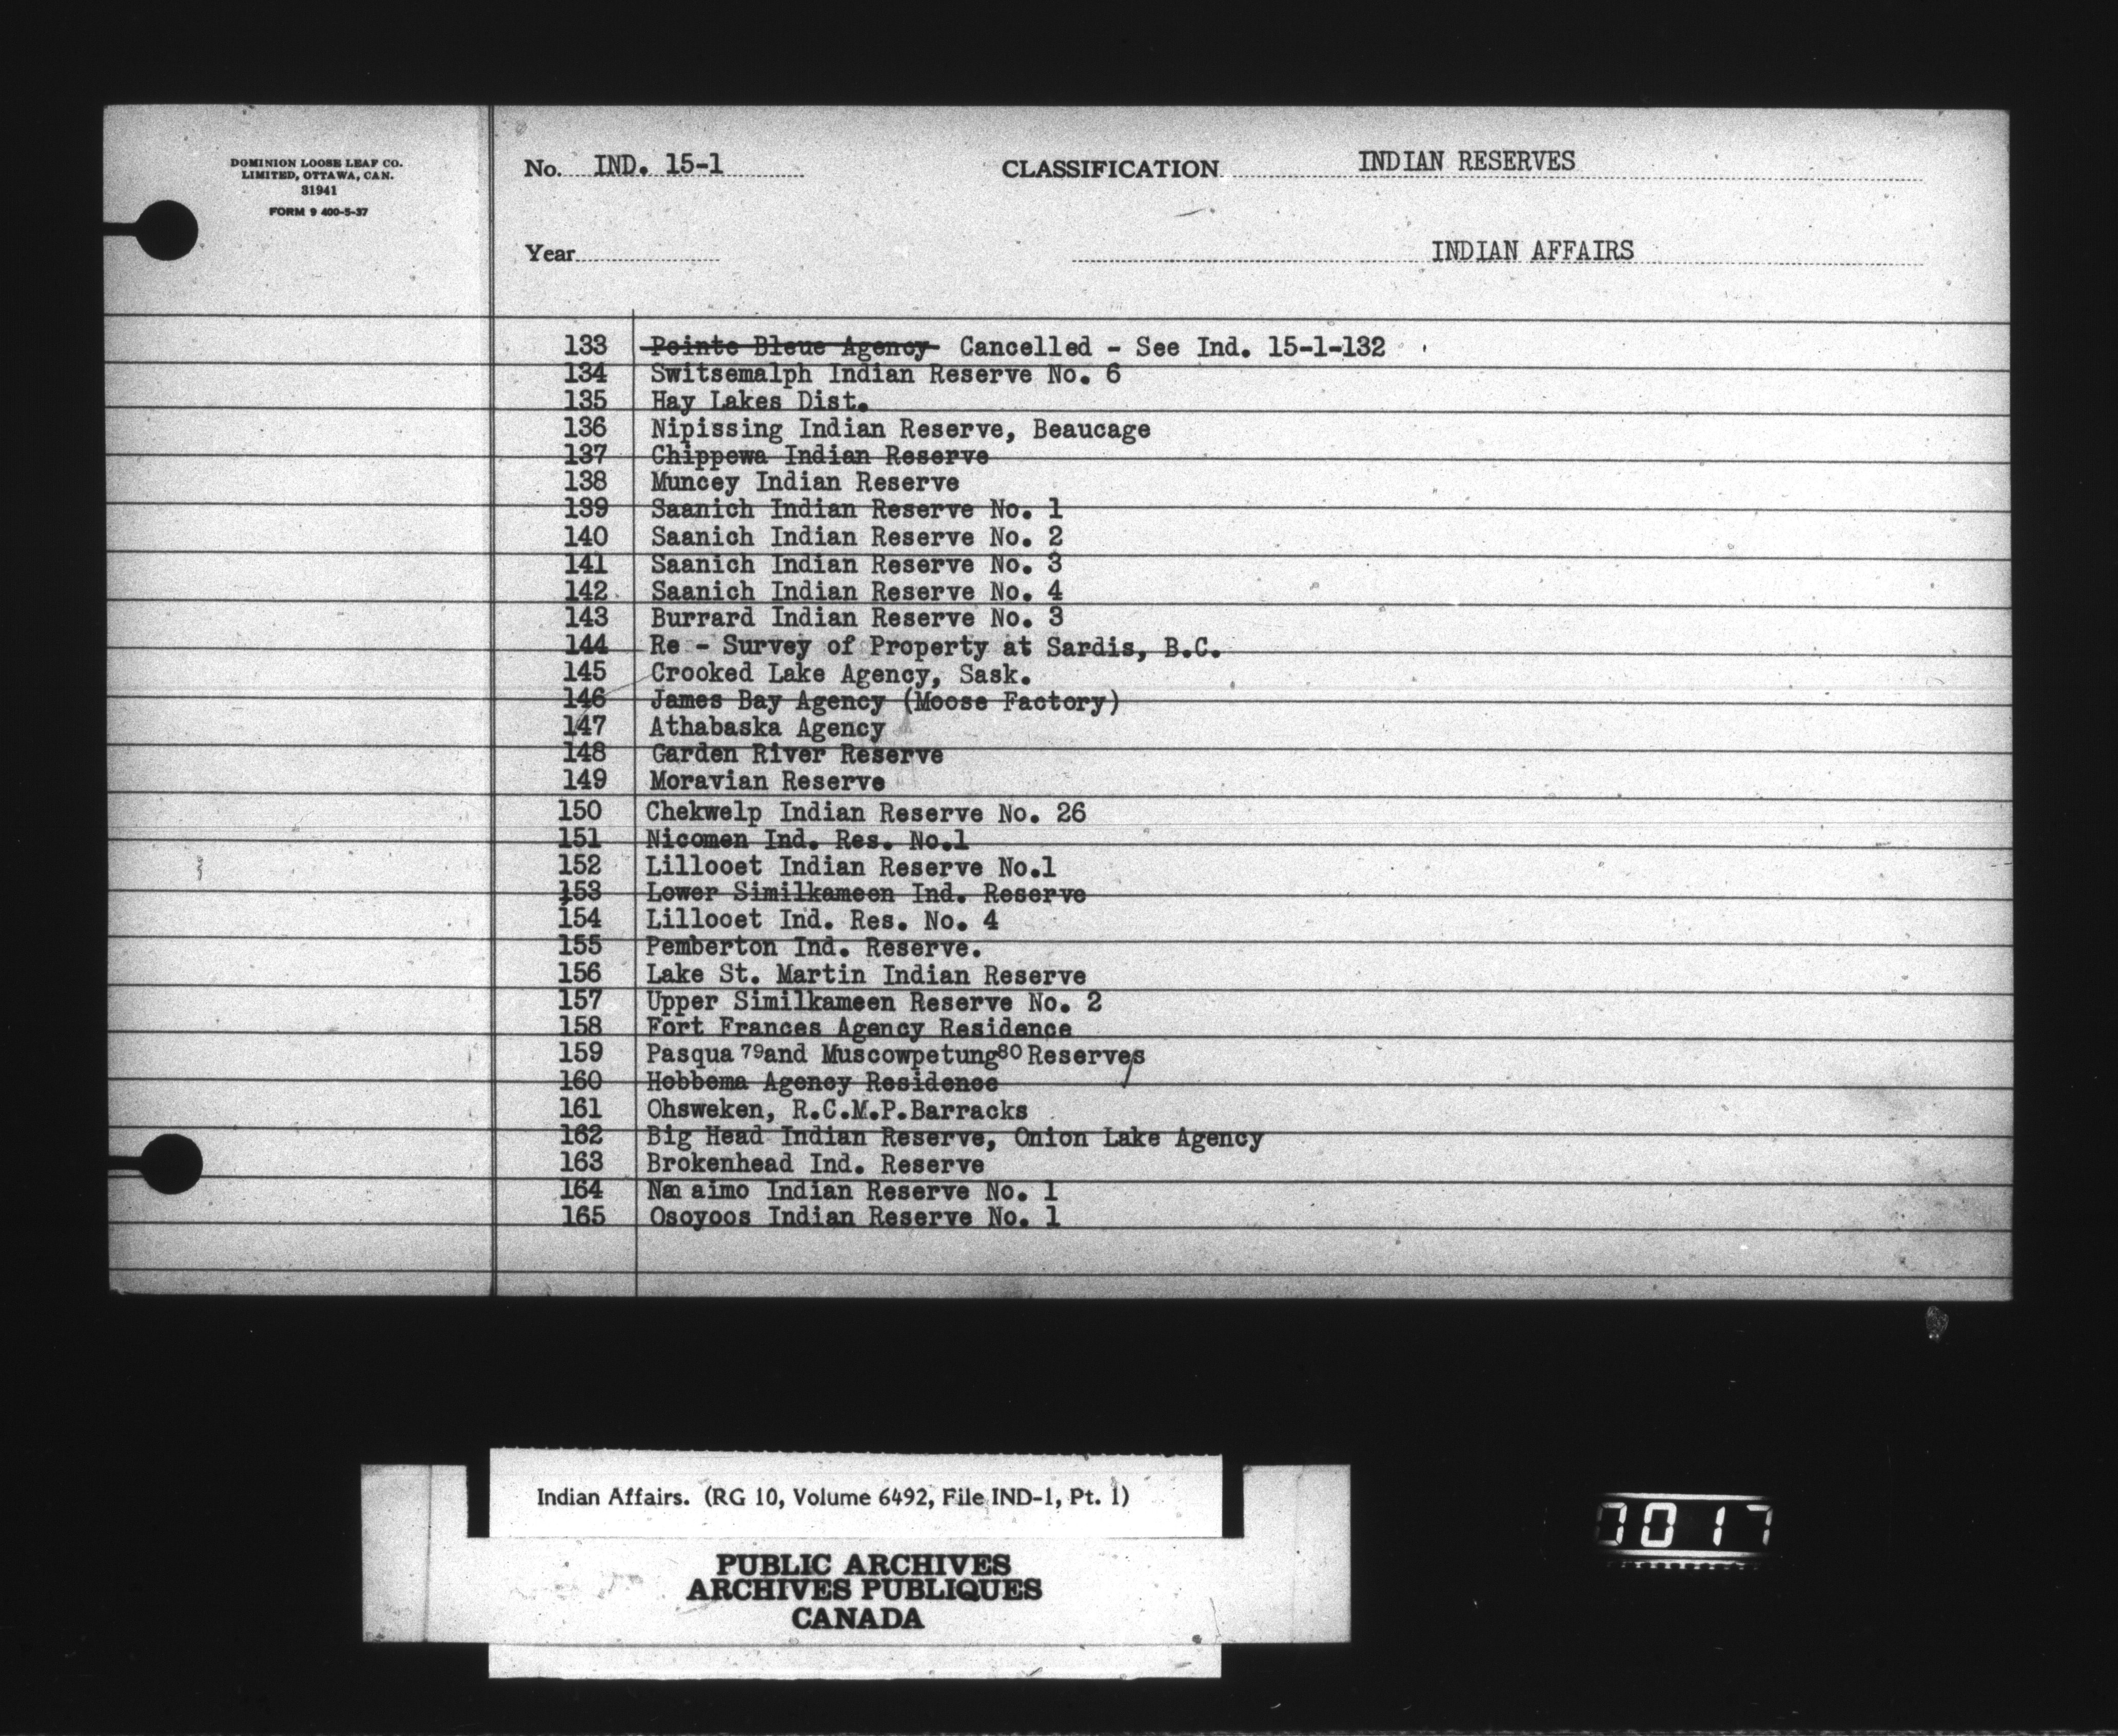 DOMINION LOOSE LEAF CO.
LIMITED, OTTAWA, CAN.
31941
FORM 9 400-5-37
No. IND. 15-1 CLASSIFICATION INDIAN RESERVES
Year INDIAN AFFAIRS
133 Pointe Bleue Agency Cancelled - See Ind. 15-1-132
134 Switsemalph Indian Reserve No. 6
135 Hay Lakes Dist.
136 Nipissing Indian Reserve, Beaucage
137 Chippewa Indian Reserve
138 Muncey Indian Reserve
139 Saanich Indian Reserve No. 1
140 Saanich Indian Reserve No. 2
141 Saanich Indian Reserve No. 3
142 Saanich Indian Reserve No. 4
143 Burrard Indian Reserve No. 3
144 Re - Survey of Property at Sardis, B.C.
145 Crooked Lake Agency, Sask.
146 James Bay Agency (Moose Factory)
147 Athabaska Agency
148 Garden River Reserve
149 Moravian Reserve
150 Chekwelp Indian Reserve No. 26
151 Nicomen Ind. Res. No.1
152 Lillooet Indian Reserve No.1
153 Lower Similkameen Ind. Reserve
154 Lillooet Ind. Res. No. 4
155 Pemberton Ind. Reserve.
156 Lake St. Martin Indian Reserve
157 Upper Similkameen Reserve No. 2
158 Fort Frances Agency Residence
159 Pasqua 79 and Muscowpetung 80 Reserves
160 Hobbema Agency Residence
161 Ohsweken, R.C.M.P.Barracks
162 Big Head Indian Reserve, Onion Lake Agency
163 Brokenhead Ind. Reserve
164 Nanaimo Indian Reserve No. 1
165 Osoyoos Indian Reserve No. 1
Indian Affairs. (RG 10, Volume 6492, File IND-1, Pt. 1)
PUBLIC ARCHIVES
ARCHIVES PUBLIQUES
CANADA
0017